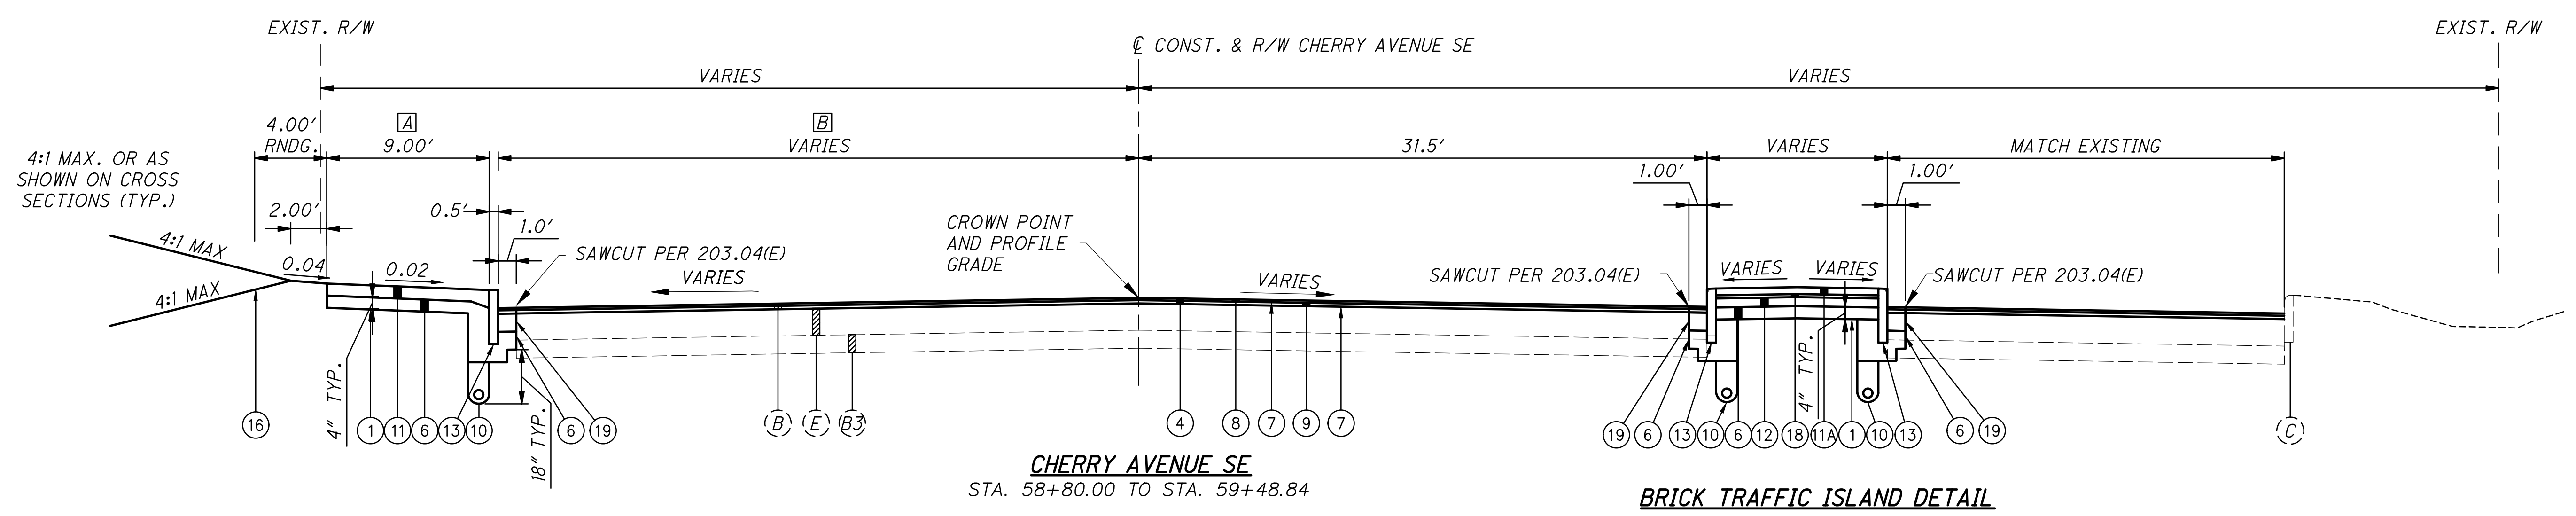 EXIST. R/W
℄ CONST. & R/W CHERRY AVENUE SE
EXIST. R/W
VARIES
VARIES
4.00'
RNDG.
A
9.00'
B
VARIES
31.5'
VARIES
MATCH EXISTING
4:1 MAX. OR AS
SHOWN ON CROSS
SECTIONS (TYP.)
2.00'
0.5'
1.0'
1.00'
1.00'
CROWN POINT
AND PROFILE
GRADE
4:1 MAX
0.04
0.02
4:1 MAX
SAWCUT PER 203.04(E)
VARIES
VARIES
SAWCUT PER 203.04(E)
VARIES
VARIES
SAWCUT PER 203.04(E)
4" TYP.
18" TYP.
4" TYP.
16
1
11
6
13
10
6
19
B
E
B3
4
8
7
9
7
19
6
13
10
6
12
18
11A
1
10
13
6
19
C
CHERRY AVENUE SE
STA. 58+80.00 TO STA. 59+48.84
BRICK TRAFFIC ISLAND DETAIL